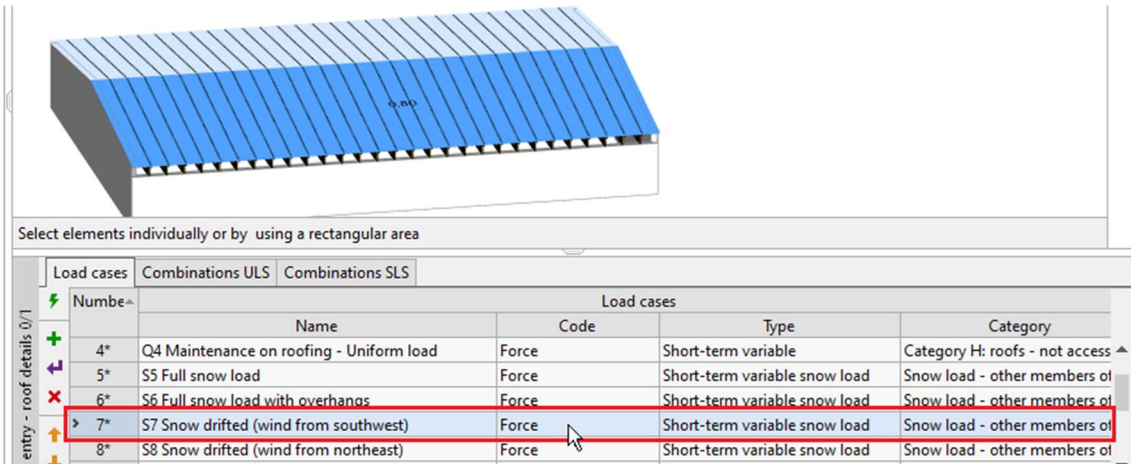 0,80
Select elements individually or by using a rectangular area
Load cases Combinations ULS Combinations SLS
Numbe Load cases
Name Code Type Category
4* Q4 Maintenance on roofing - Uniform load Force Short-term variable Category H: roofs - not access
5* S5 Full snow load Force Short-term variable snow load Snow load - other members of
6* S6 Full snow load with overhangs Force Short-term variable snow load Snow load - other members of
7* S7 Snow drifted (wind from southwest) Force Short-term variable snow load Snow load - other members of
8* S8 Snow drifted (wind from northeast) Force Short-term variable snow load Snow load - other members of
entry - roof details 0/1